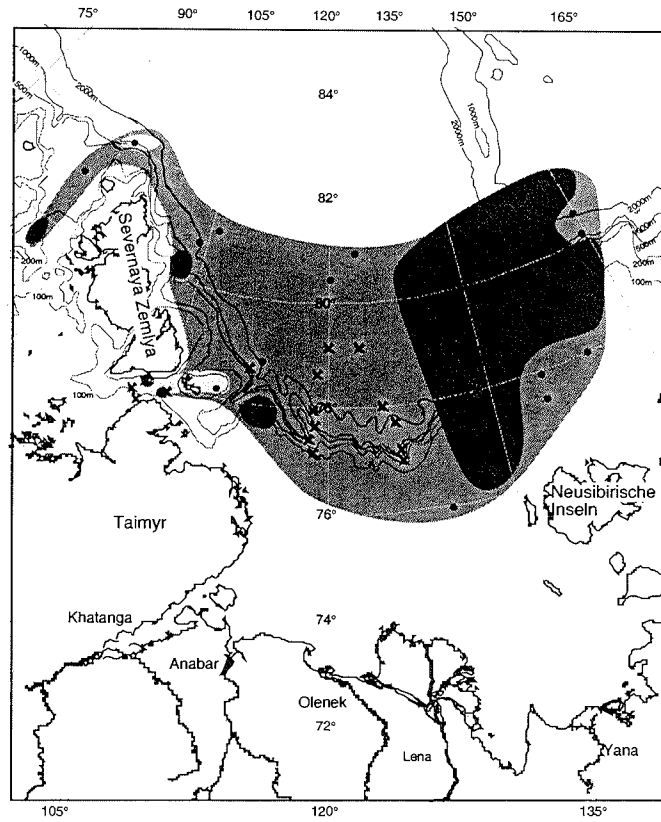 75° 90° 105° 120° 135° 150° 165°
1000m
500m
2000m
84°
2000m
1000m
82°
2000m
500m
200m
100m
Severnaya Zemlya
200m
100m
80°
100m
76°
Neusibirische
Inseln
Taimyr
74°
Khatanga
Anabar
Olenek
72°
Lena
Yana
105° 120° 135°